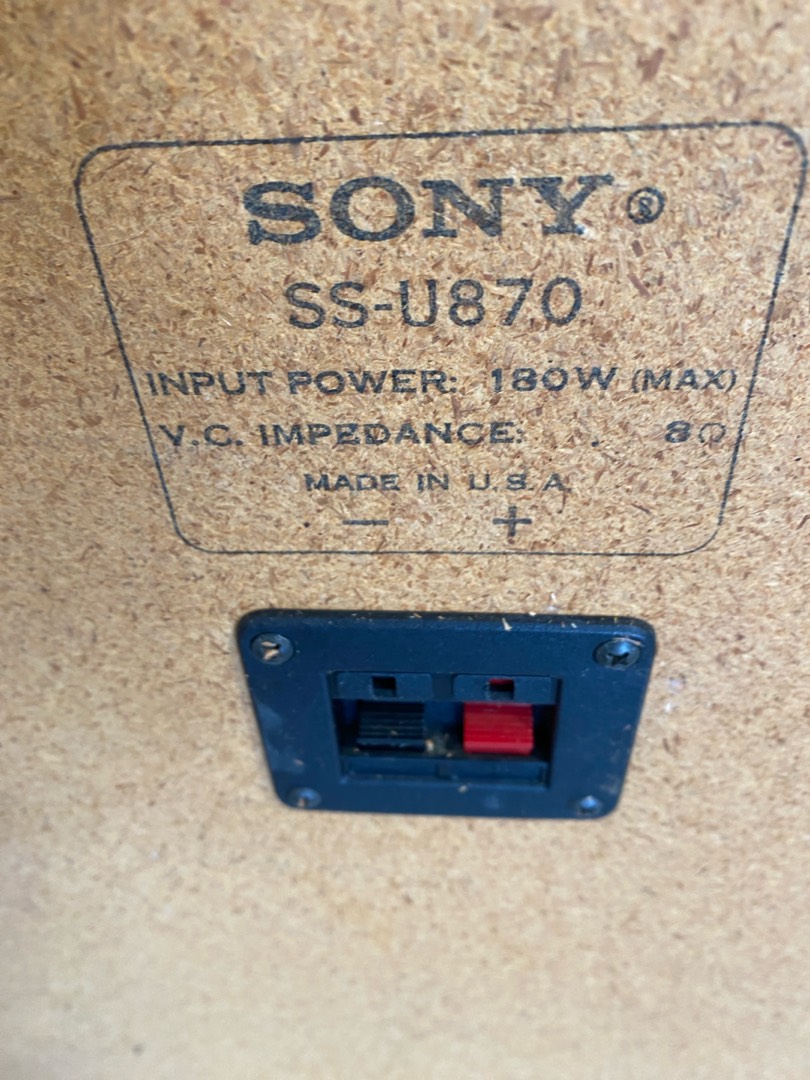 SONY®
SS-U870
INPUT POWER: 180W (MAX)
V.C. IMPEDANCE: 8Ω
MADE IN U.S.A.
− +